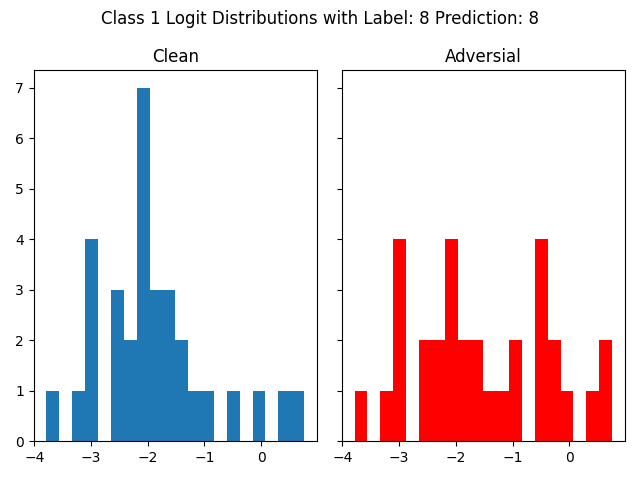 Class 1 Logit Distributions with Label: 8 Prediction: 8
Clean
Adversial
7
6
5
4
3
2
1
0
−4 −3 −2 −1 0
−4 −3 −2 −1 0